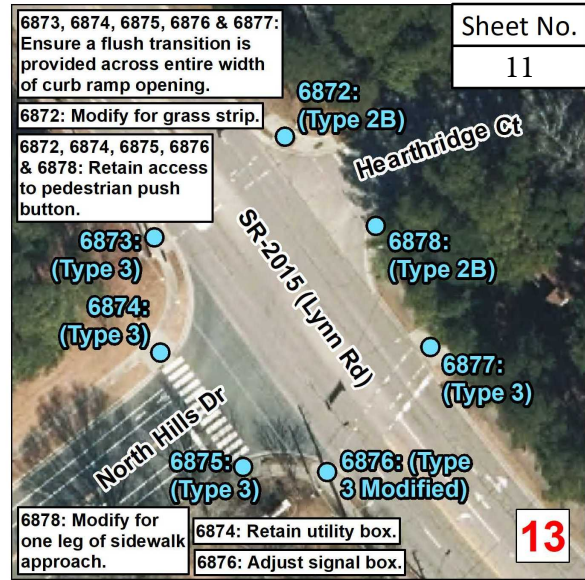 6873, 6874, 6875, 6876 & 6877:
Ensure a flush transition is
provided across entire width
of curb ramp opening.
Sheet No.
11
6872: Modify for grass strip.
6872, 6874, 6875, 6876
& 6878: Retain access
to pedestrian push
button.
6872:
(Type 2B)
Hearthridge Ct
6873:
(Type 3)
SR-2015 (Lynn Rd)
6878:
(Type 2B)
6874:
(Type 3)
6877:
(Type 3)
North Hills Dr
6875:
(Type 3)
6876: (Type
3 Modified)
6878: Modify for
one leg of sidewalk
approach.
6874: Retain utility box.
6876: Adjust signal box.
13